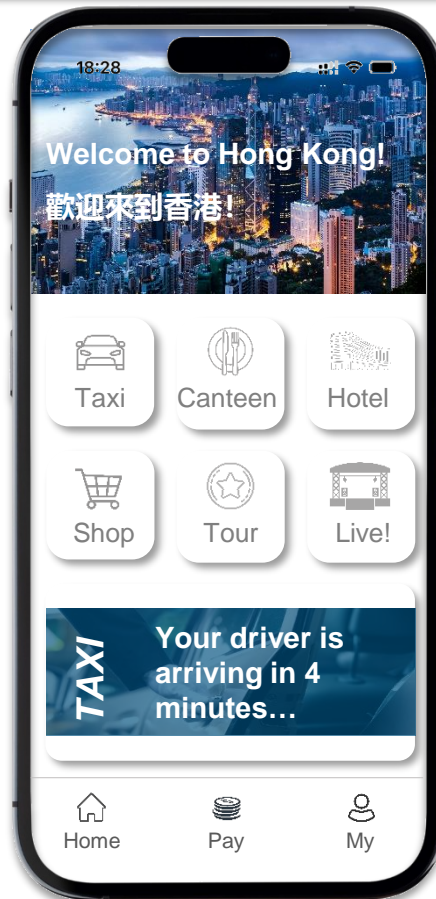 18:28
Welcome to Hong Kong!
歡迎來到香港!
Taxi
Canteen
Hotel
Shop
Tour
Live!
TAXI
Your driver is
arriving in 4
minutes…
Home
Pay
My